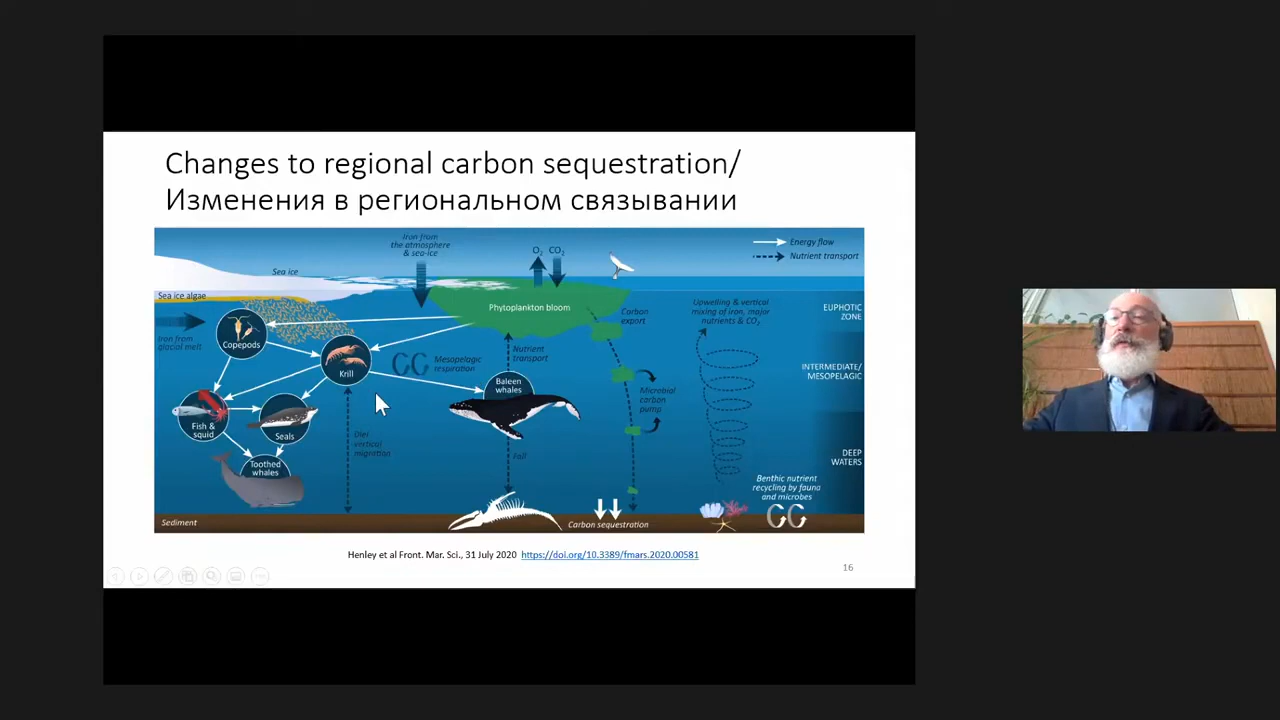 Changes to regional carbon sequestration/
Изменения в региональном связывании
Iron from
the atmosphere
& sea-ice
O₂ CO₂
Energy flow
Nutrient transport
Sea ice
Sea ice algae
Phytoplankton bloom
Carbon
export
Upwelling & vertical
mixing of iron, major
nutrients & CO₂
EUPHOTIC
ZONE
Iron from
glacial melt
Copepods
Krill
Mesopelagic
respiration
Nutrient
transport
INTERMEDIATE/
MESOPELAGIC
Baleen
whales
Microbial
carbon
pump
Fish &
squid
Seals
Diel
vertical
migration
Fall
Toothed
whales
DEEP
WATERS
Benthic nutrient
recycling by fauna
and microbes
Sediment
Carbon sequestration
Henley et al Front. Mar. Sci., 31 July 2020 https://doi.org/10.3389/fmars.2020.00581
16